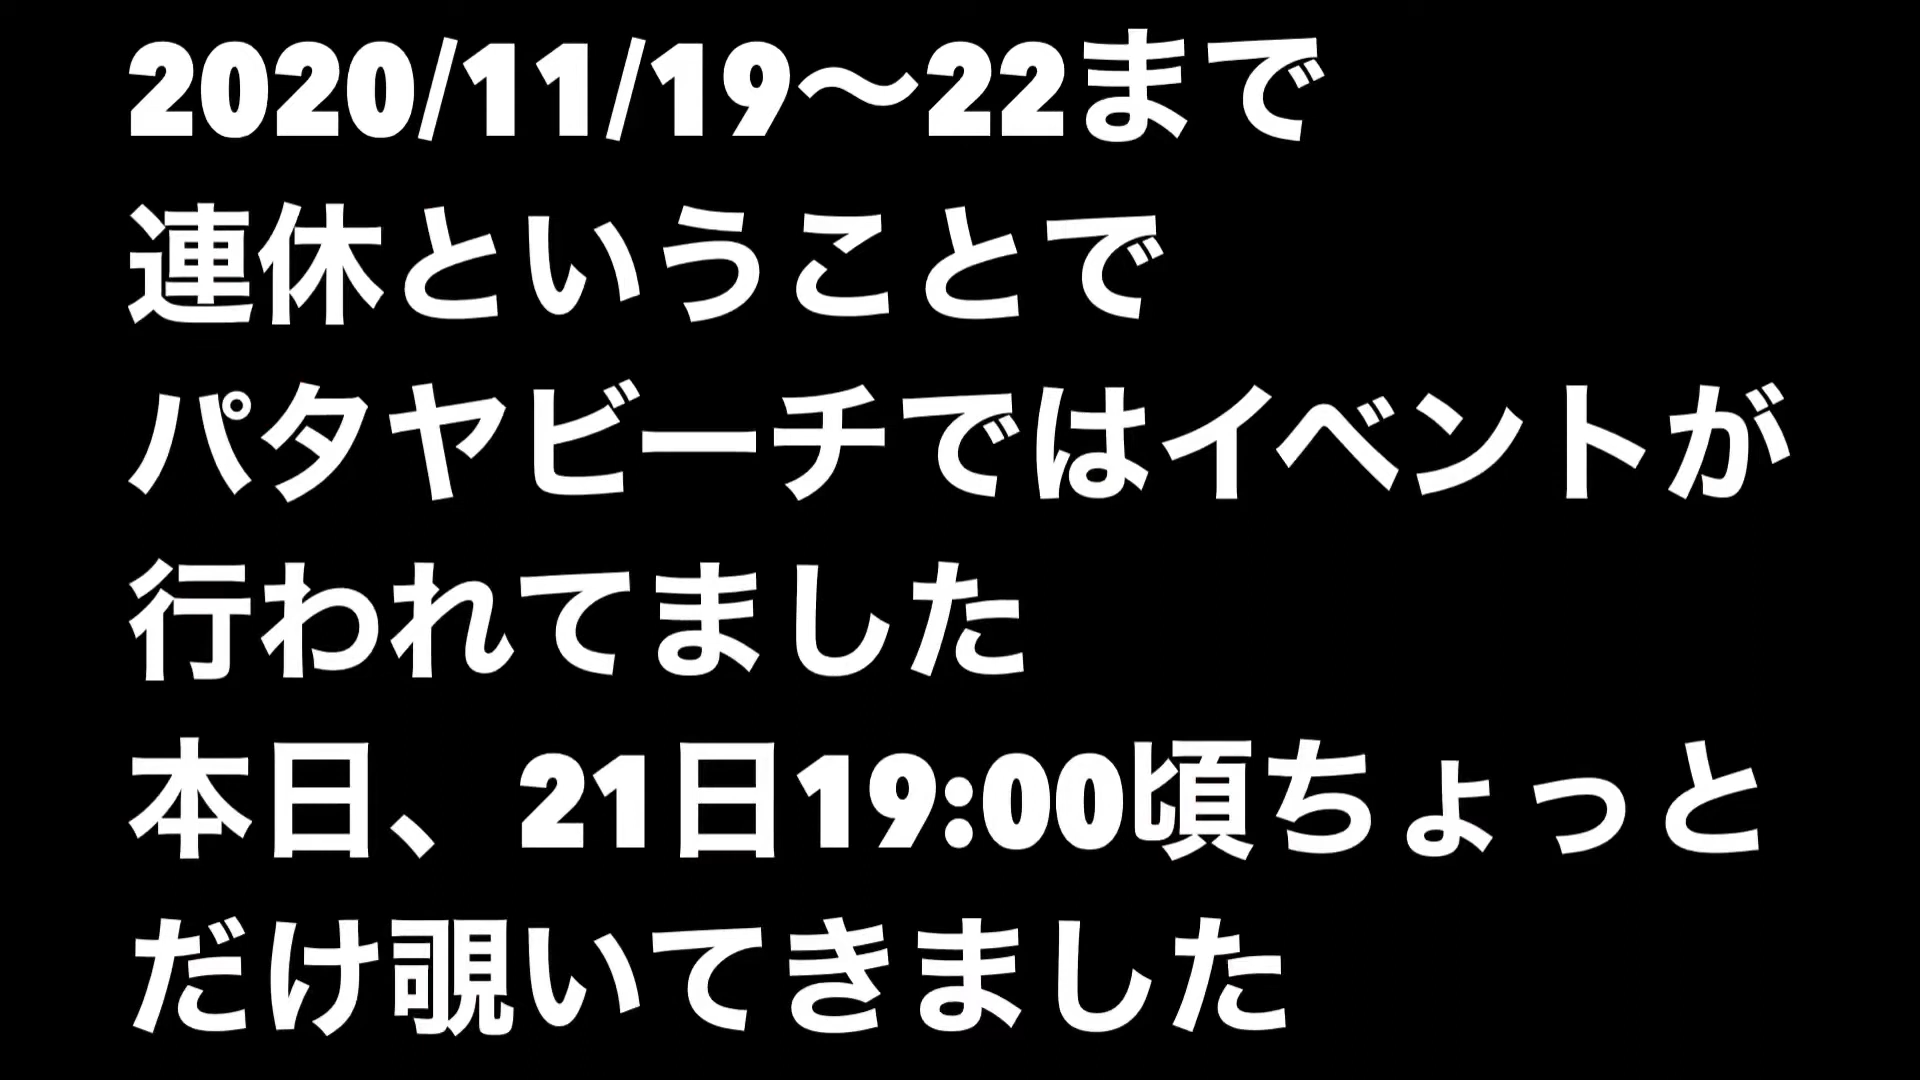 2020/11/19〜22まで
連休ということで
パタヤビーチではイベントが
行われてました
本日、21日19:00頃ちょっと
だけ覗いてきました